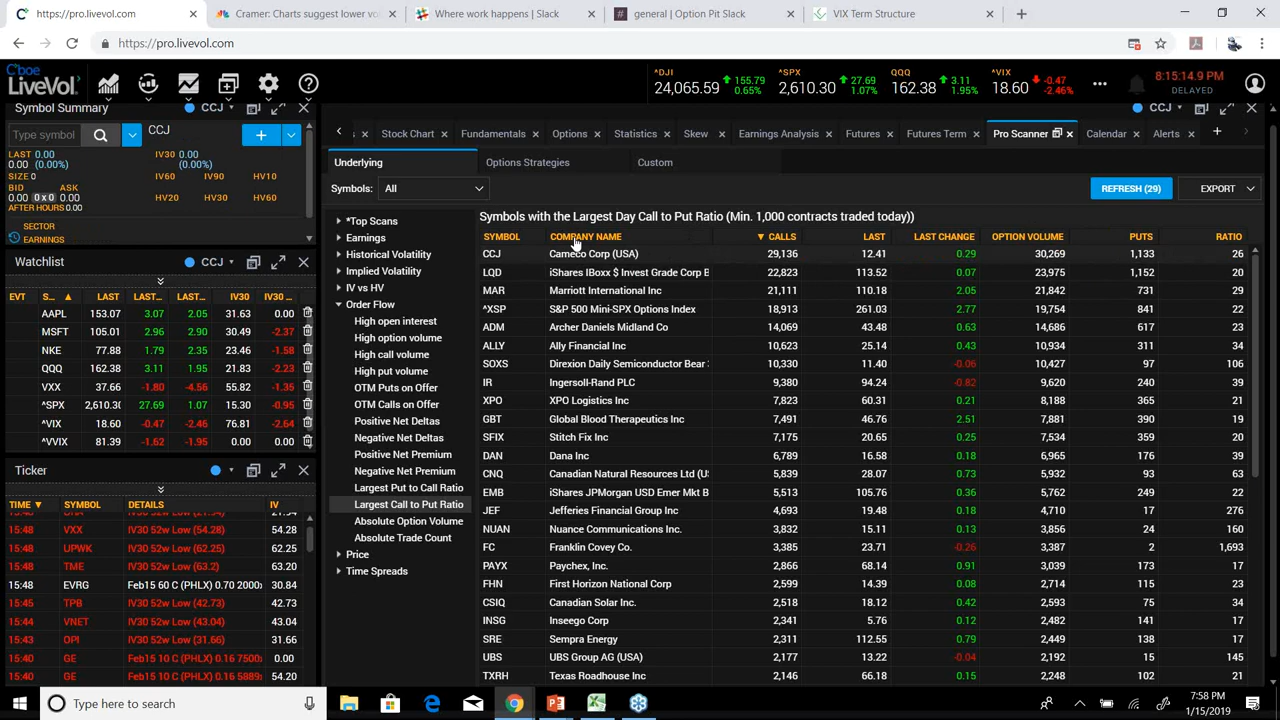 https://pro.livevol.com/
Cramer: Charts suggest lower vol
Where work happens | Slack
general | Option Pit Slack
VIX Term Structure
https://pro.livevol.com
Cboe
LiveVol
^DJI
24,065.59
155.79
0.65%
^SPX
2,610.30
27.69
1.07%
QQQ
162.38
3.11
1.95%
^VIX
18.60
-0.47
-2.46%
8:15:14.9 PM
DELAYED
Symbol Summary
CCJ
CCJ
Type symbol
CCJ
LAST 0.00
0.00 (0.00%)
SIZE 0
BID ASK
0.00 0 x 0 0.00
AFTER HOURS 0.00
IV30
IV60 IV90 HV10
HV20 HV30 HV60
SECTOR
EARNINGS
Watchlist
CCJ
EVT S... LAST LAST... LAST... IV30 IV30 ...
AAPL 153.07 3.07 2.05 31.63 0.00
MSFT 105.01 2.96 2.90 30.49 -2.37
NKE 77.88 1.79 2.35 23.46 -1.58
QQQ 162.38 3.11 1.95 21.83 -2.23
VXX 37.66 -1.80 -4.56 55.82 -1.35
^SPX 2,610.30 27.69 1.07 15.30 -0.95
^VIX 18.60 -0.47 -2.46 76.81 -2.64
^VVIX 81.39 -1.62 -1.95 0.00 0.00
Ticker
TIME SYMBOL DETAILS IV
15:48 VXX IV30 52w Low (54.28) 54.28
15:48 UPWK IV30 52w Low (62.25) 62.25
15:48 TME IV30 52w Low (63.2) 63.20
15:48 EVRG Feb15 60 C (PHLX) 0.70 2000x 30.84
15:45 TPB IV30 52w Low (42.73) 42.73
15:44 VNET IV30 52w Low (43.04) 43.04
15:43 OPI IV30 52w Low (31.66) 31.66
15:40 GE Feb15 10 C (PHLX) 0.16 7500x 0.00
15:40 GE Feb15 10 C (PHLX) 0.16 5889x 54.20
Stock Chart
Fundamentals
Options
Statistics
Skew
Earnings Analysis
Futures
Futures Term
Pro Scanner
Calendar
Alerts
Underlying
Options Strategies
Custom
Symbols:
All
REFRESH (29)
EXPORT
*Top Scans
Earnings
Historical Volatility
Implied Volatility
IV vs HV
Order Flow
High open interest
High option volume
High call volume
High put volume
OTM Puts on Offer
OTM Calls on Offer
Positive Net Deltas
Negative Net Deltas
Positive Net Premium
Negative Net Premium
Largest Put to Call Ratio
Largest Call to Put Ratio
Absolute Option Volume
Absolute Trade Count
Price
Time Spreads
Symbols with the Largest Day Call to Put Ratio (Min. 1,000 contracts traded today))
SYMBOL COMPANY NAME CALLS LAST LAST CHANGE OPTION VOLUME PUTS RATIO
CCJ Cameco Corp (USA) 29,136 12.41 0.29 30,269 1,133 26
LQD iShares IBoxx $ Invest Grade Corp B 22,823 113.52 0.07 23,975 1,152 20
MAR Marriott International Inc 21,111 110.18 2.05 21,842 731 29
^XSP S&P 500 Mini-SPX Options Index 18,913 261.03 2.77 19,754 841 22
ADM Archer Daniels Midland Co 14,069 43.48 0.63 14,686 617 23
ALLY Ally Financial Inc 10,623 25.14 0.43 10,934 311 34
SOXS Direxion Daily Semiconductor Bear 10,330 11.40 -0.06 10,427 97 106
IR Ingersoll-Rand PLC 9,380 94.24 -0.82 9,620 240 39
XPO XPO Logistics Inc 7,823 60.31 0.21 8,188 365 21
GBT Global Blood Therapeutics Inc 7,491 46.76 2.51 7,881 390 19
SFIX Stitch Fix Inc 7,175 20.65 0.25 7,534 359 20
DAN Dana Inc 6,789 16.58 0.18 6,965 176 39
CNQ Canadian Natural Resources Ltd (U 5,839 28.07 0.73 5,932 93 63
EMB iShares JPMorgan USD Emer Mkt B 5,513 105.76 0.36 5,762 249 22
JEF Jefferies Financial Group Inc 4,693 19.48 0.18 4,710 17 276
NUAN Nuance Communications Inc. 3,832 15.11 0.13 3,856 24 160
FC Franklin Covey Co. 3,385 23.71 -0.26 3,387 2 1,693
PAYX Paychex, Inc. 2,866 68.14 0.91 3,039 173 17
FHN First Horizon National Corp 2,599 14.39 0.08 2,714 115 23
CSIQ Canadian Solar Inc. 2,518 18.12 0.42 2,593 75 34
INSG Inseego Corp 2,341 5.76 0.12 2,482 141 17
SRE Sempra Energy 2,311 112.55 0.79 2,449 138 17
UBS UBS Group AG (USA) 2,177 13.22 -0.04 2,192 15 145
TXRH Texas Roadhouse Inc 2,146 62.66 0.15 2,248 102 21
CCJ
Type here to search
7:58 PM
1/15/2019